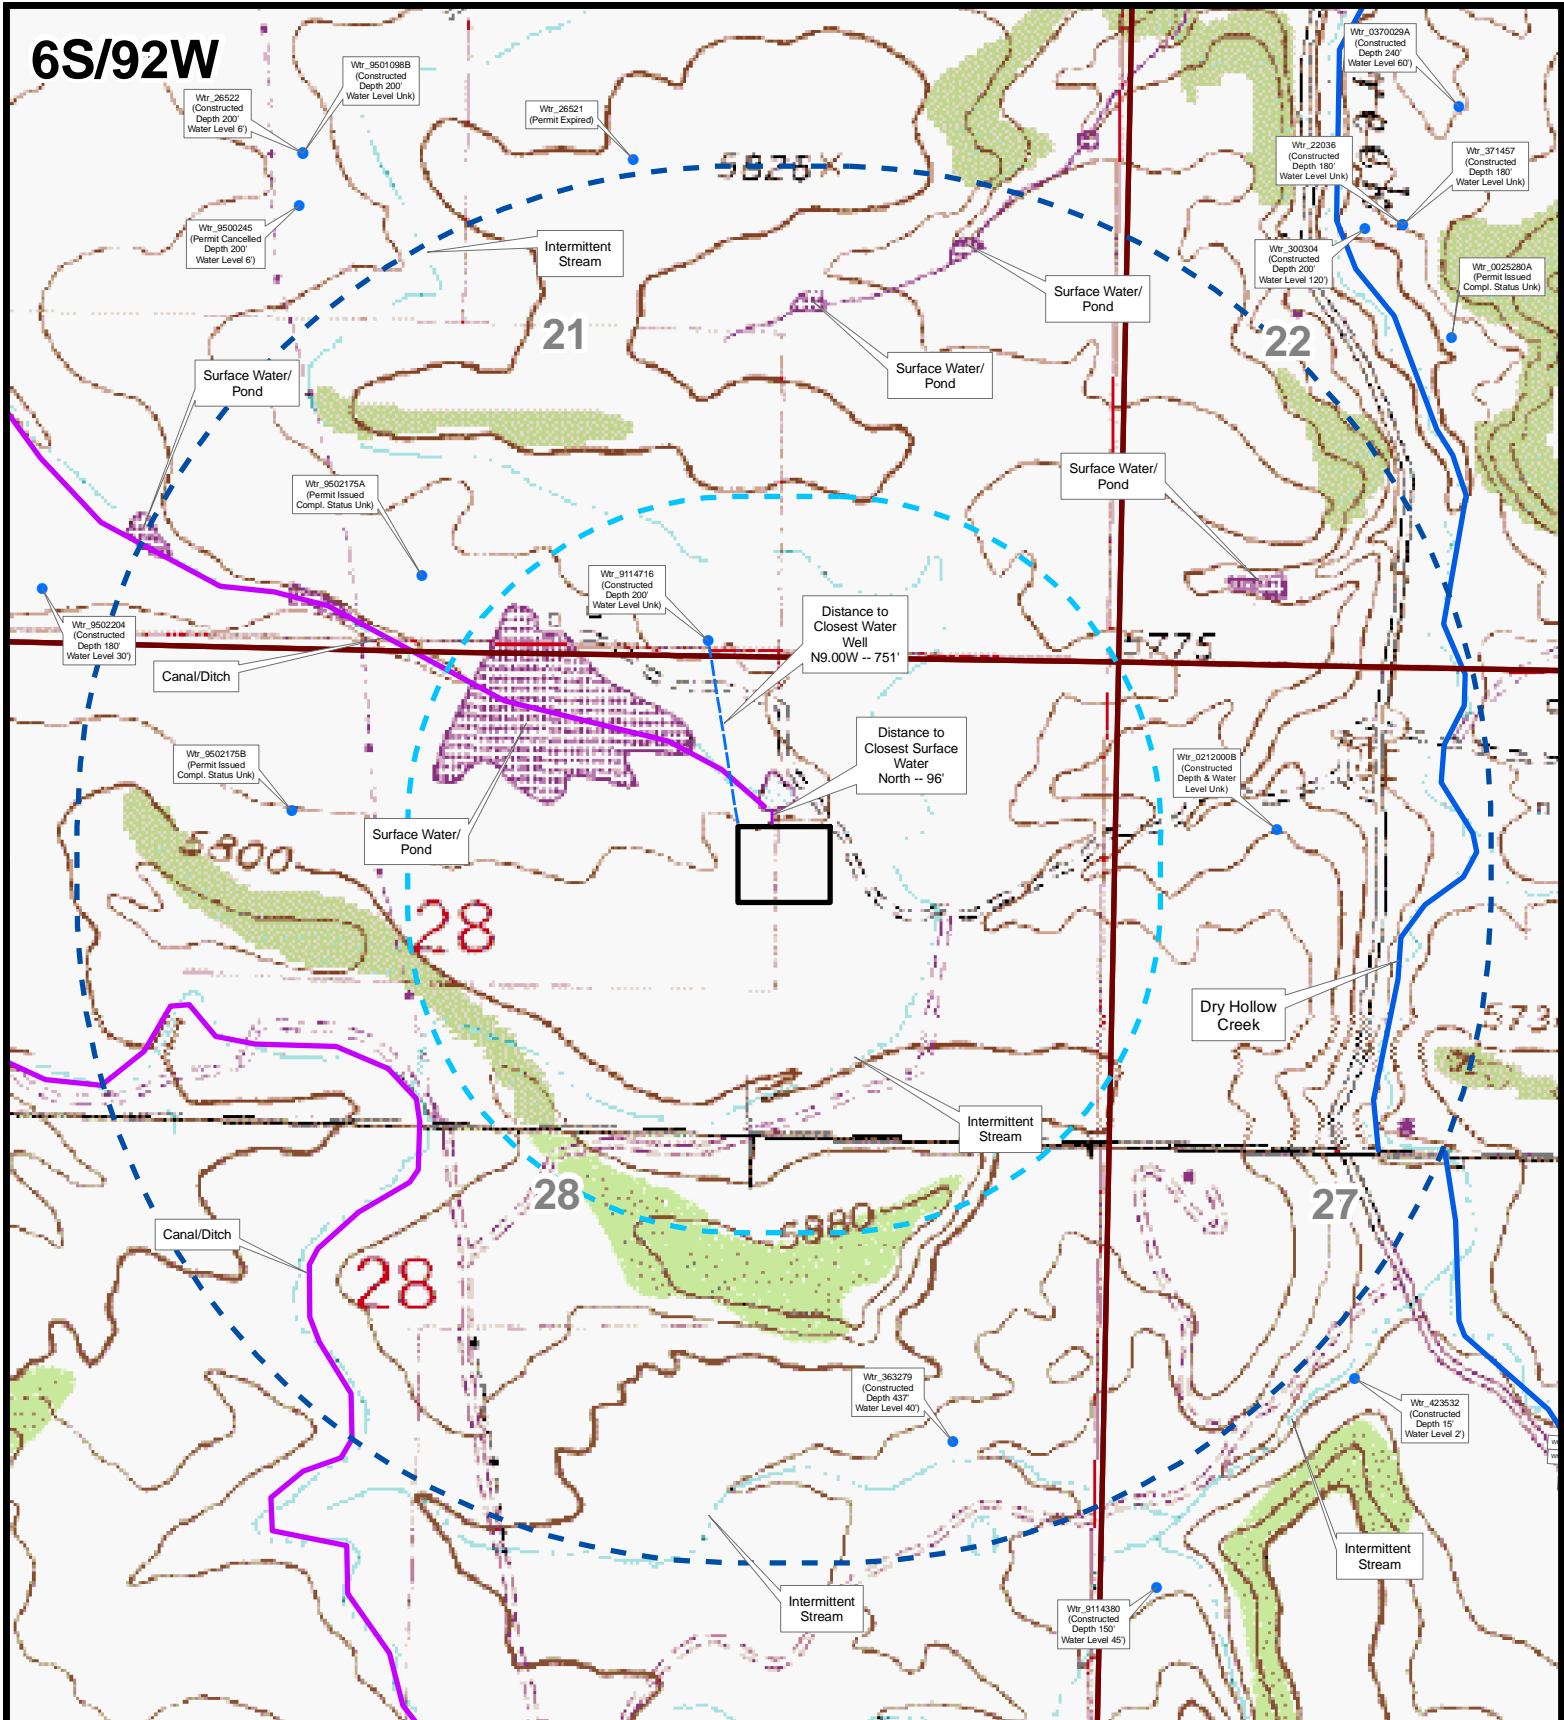 6S/92W
Wtr_9501098B
(Constructed
Depth 200'
Water Level Unk)
Wtr_26522
(Constructed
Depth 200'
Water Level 6')
Wtr_26521
(Permit Expired)
Wtr_0370029A
(Constructed
Depth 240'
Water Level 60')
5826X
Wtr_22036
(Constructed
Depth 180'
Water Level Unk)
Wtr_371457
(Constructed
Depth 180'
Water Level Unk)
Wtr_9500245
(Permit Cancelled
Depth 200'
Water Level 6')
Intermittent
Stream
Wtr_300304
(Constructed
Depth 200'
Water Level 120')
Wtr_0025280A
(Permit Issued
Compl. Status Unk)
Surface Water/
Pond
21
22
Surface Water/
Pond
Surface Water/
Pond
Surface Water/
Pond
Wtr_9502175A
(Permit Issued
Compl. Status Unk)
Wtr_9114716
(Constructed
Depth 200'
Water Level Unk)
Distance to
Closest Water
Well
N9.00W -- 751'
Wtr_9502204
(Constructed
Depth 180'
Water Level 30')
5775
Canal/Ditch
Distance to
Closest Surface
Water
North -- 96'
Wtr_9502175B
(Permit Issued
Compl. Status Unk)
Wtr_0212000B
(Constructed
Depth & Water
Level Unk)
Surface Water/
Pond
5800
28
Dry Hollow
Creek
573
Intermittent
Stream
28
27
5880
Canal/Ditch
28
Wtr_363279
(Constructed
Depth 437'
Water Level 40')
Wtr_423532
(Constructed
Depth 15'
Water Level 2')
Intermittent
Stream
Intermittent
Stream
Wtr_9114380
(Constructed
Depth 150'
Water Level 45')